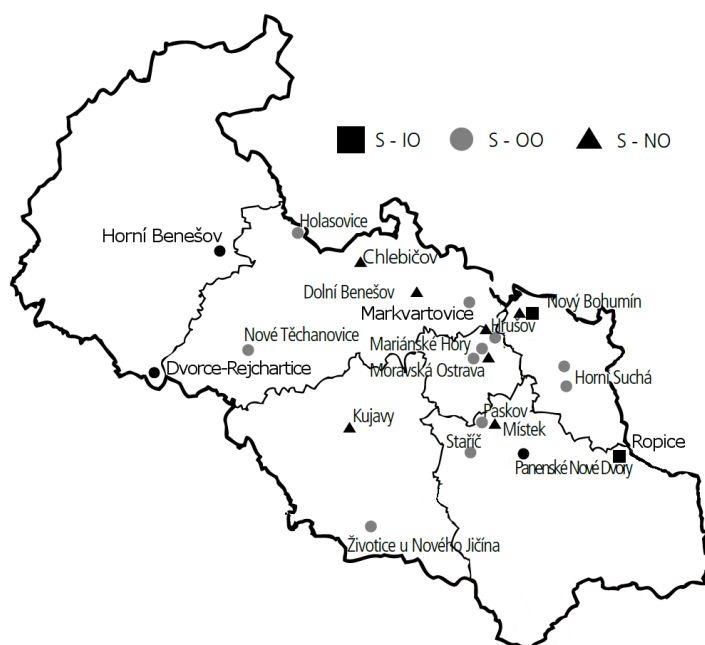 S - IO S - OO S - NO
Holasovice
Horní Benešov
Chlebičov
Dolní Benešov
Nový Bohumín
Markvartovice
Hrušov
Mariánské Hory
Nové Těchanovice
Moravská Ostrava
Dvorce-Rejchartice
Horní Suchá
Kujavy
Paskov
Místek
Staříč
Ropice
Panenské Nové Dvory
Životice u Nového Jičína